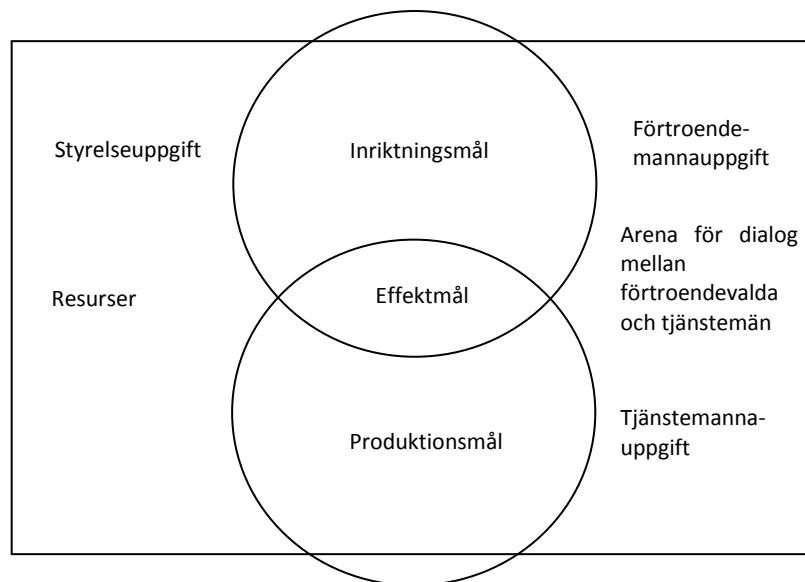 Styrelseuppgift
Inriktningsmål
Förtroende-
mannauppgift
Resurser
Effektmål
Arena för dialog
mellan
förtroendevalda
och tjänstemän
Produktionsmål
Tjänstemanna-
uppgift